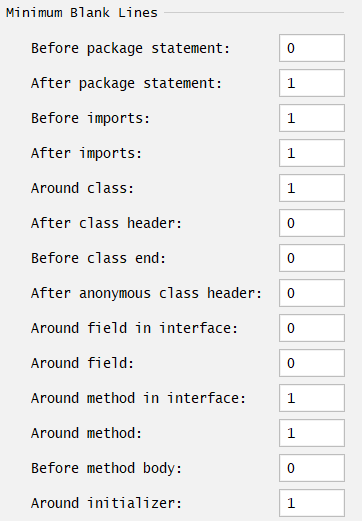 Minimum Blank Lines
Before package statement: 0
After package statement: 1
Before imports: 1
After imports: 1
Around class: 1
After class header: 0
Before class end: 0
After anonymous class header: 0
Around field in interface: 0
Around field: 0
Around method in interface: 1
Around method: 1
Before method body: 0
Around initializer: 1